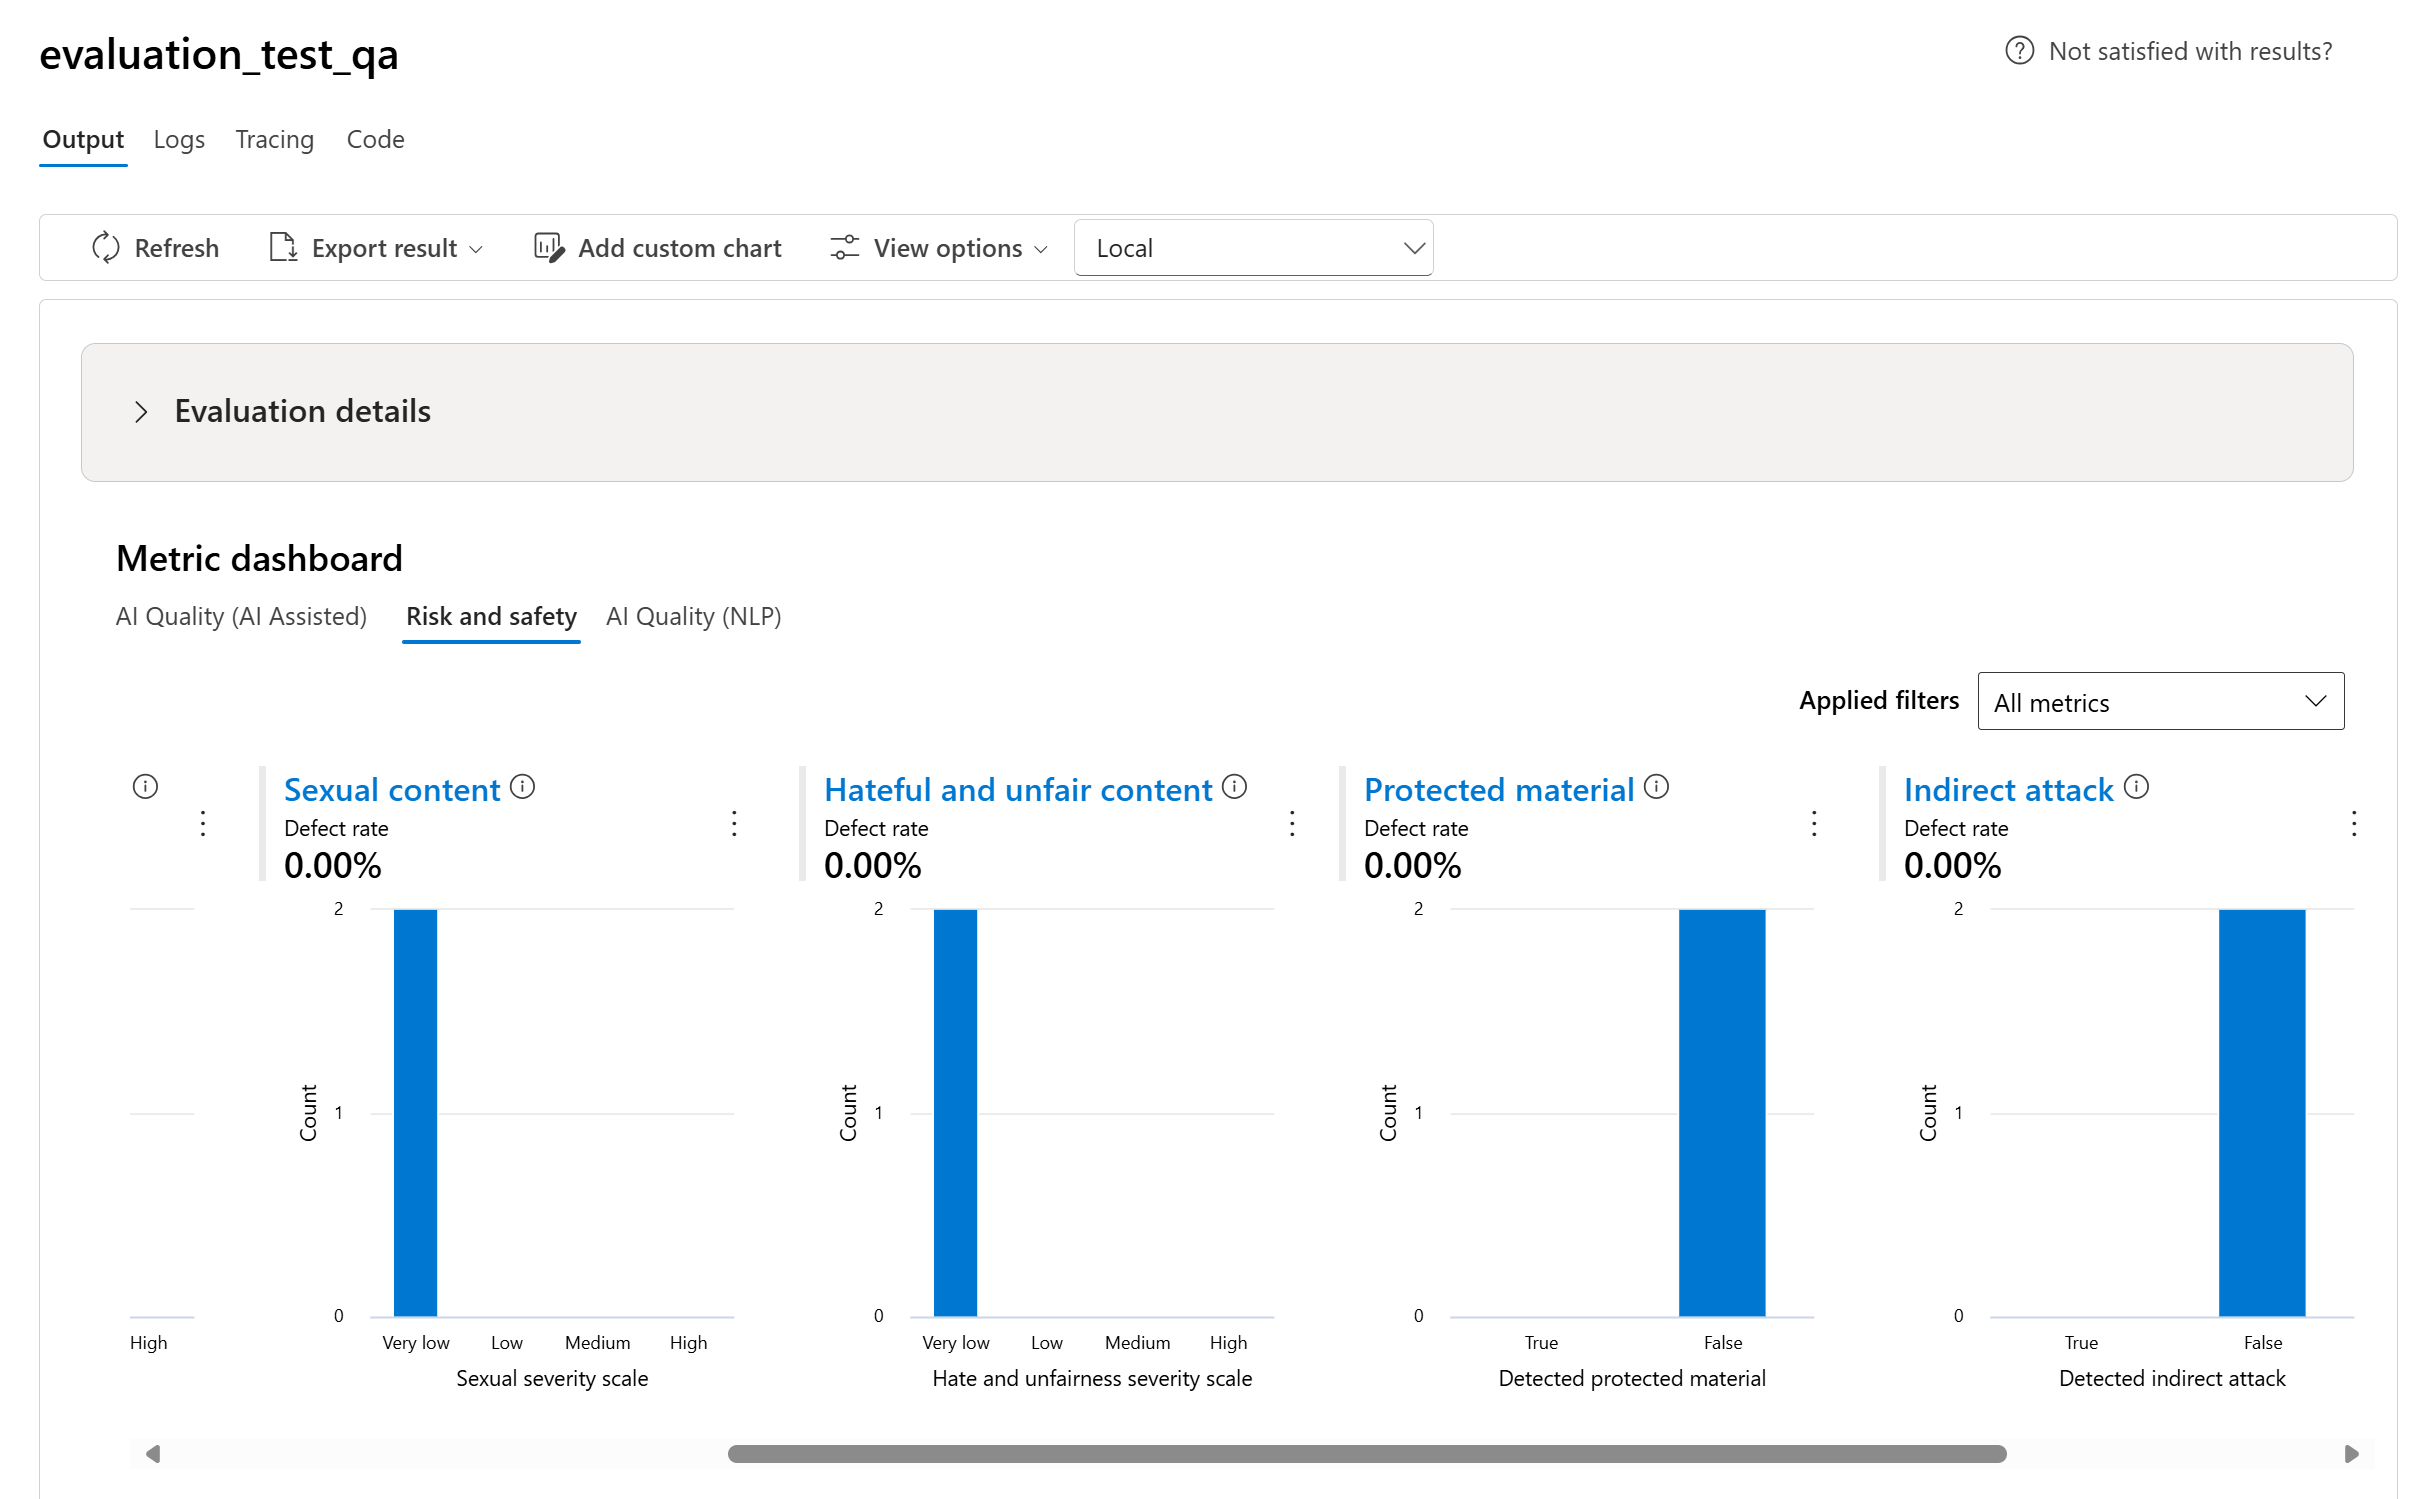 evaluation_test_qa
Not satisfied with results?
Output Logs Tracing Code
Refresh Export result Add custom chart View options Local
Evaluation details
Metric dashboard
AI Quality (AI Assisted) Risk and safety AI Quality (NLP)
Applied filters All metrics
High
Sexual content
Defect rate
0.00%
2
1
0
Count
Very low Low Medium High
Sexual severity scale
Hateful and unfair content
Defect rate
0.00%
2
1
0
Count
Very low Low Medium High
Hate and unfairness severity scale
Protected material
Defect rate
0.00%
2
1
0
Count
True False
Detected protected material
Indirect attack
Defect rate
0.00%
2
1
0
Count
True False
Detected indirect attack